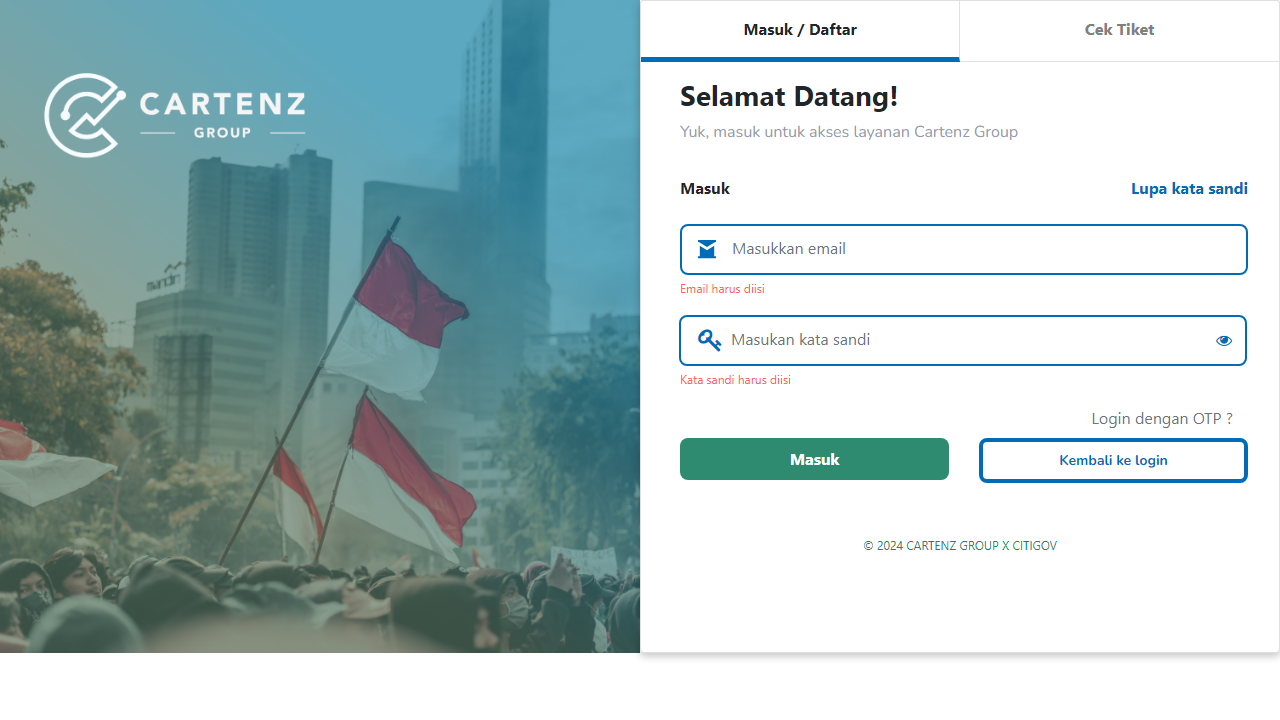 CARTENZ
GROUP
mandiri
Masuk / Daftar
Cek Tiket
Selamat Datang!
Yuk, masuk untuk akses layanan Cartenz Group
Masuk
Lupa kata sandi
Masukkan email
Email harus diisi
Masukan kata sandi
Kata sandi harus diisi
Login dengan OTP ?
Masuk
Kembali ke login
© 2024 CARTENZ GROUP X CITIGOV